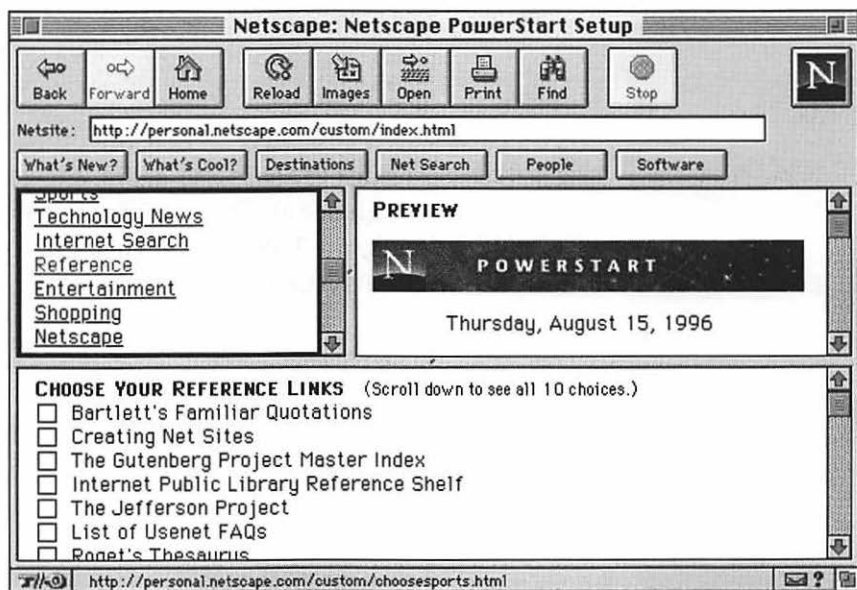 Netscape: Netscape PowerStart Setup
Back Forward Home Reload Images Open Print Find Stop
N
Netsite: http://personal.netscape.com/custom/index.html
What's New? What's Cool? Destinations Net Search People Software
Sports
Technology News
Internet Search
Reference
Entertainment
Shopping
Netscape
PREVIEW
N POWERSTART
Thursday, August 15, 1996
CHOOSE YOUR REFERENCE LINKS (Scroll down to see all 10 choices.)
Bartlett's Familiar Quotations
Creating Net Sites
The Gutenberg Project Master Index
Internet Public Library Reference Shelf
The Jefferson Project
List of Usenet FAQs
Roget's Thesaurus
http://personal.netscape.com/custom/choosesports.html
?